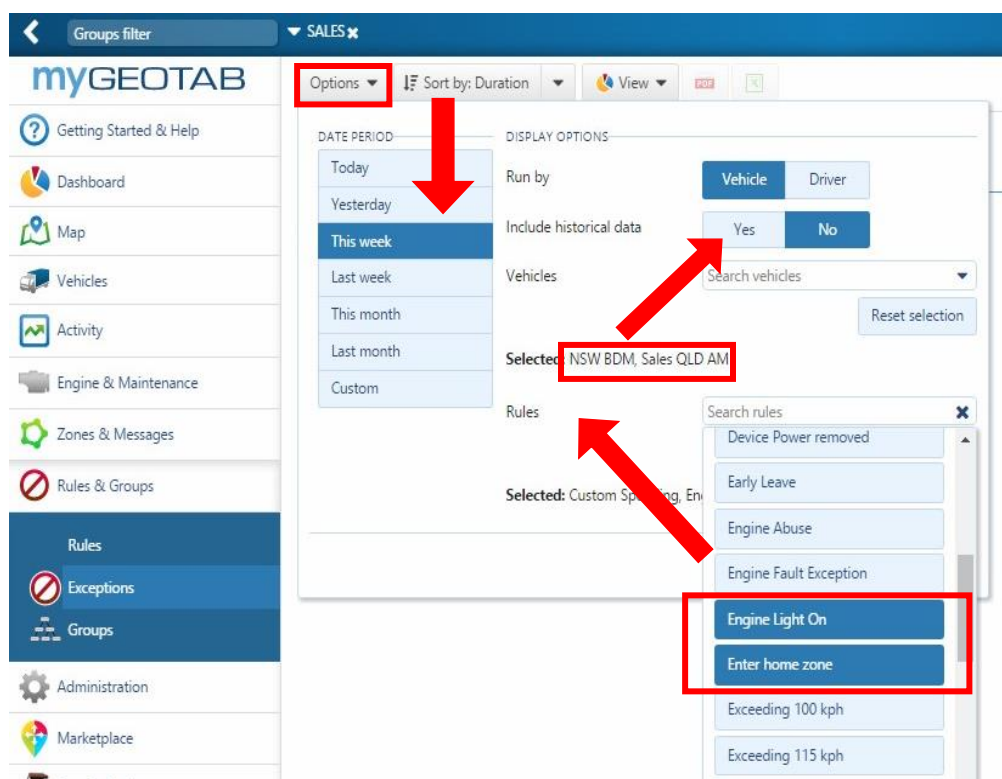 Groups filter
SALES
myGEOTAB
Options
Sort by: Duration
View
Getting Started & Help
Dashboard
Map
Vehicles
Activity
Engine & Maintenance
Zones & Messages
Rules & Groups
Rules
Exceptions
Groups
Administration
Marketplace
DATE PERIOD
Today
Yesterday
This week
Last week
This month
Last month
Custom
DISPLAY OPTIONS
Run by
Vehicle
Driver
Include historical data
Yes
No
Vehicles
Search vehicles
Reset selection
Selected: NSW BDM, Sales QLD AM
Rules
Search rules
Selected: Custom
Device Power removed
Early Leave
Engine Abuse
Engine Fault Exception
Engine Light On
Enter home zone
Exceeding 100 kph
Exceeding 115 kph